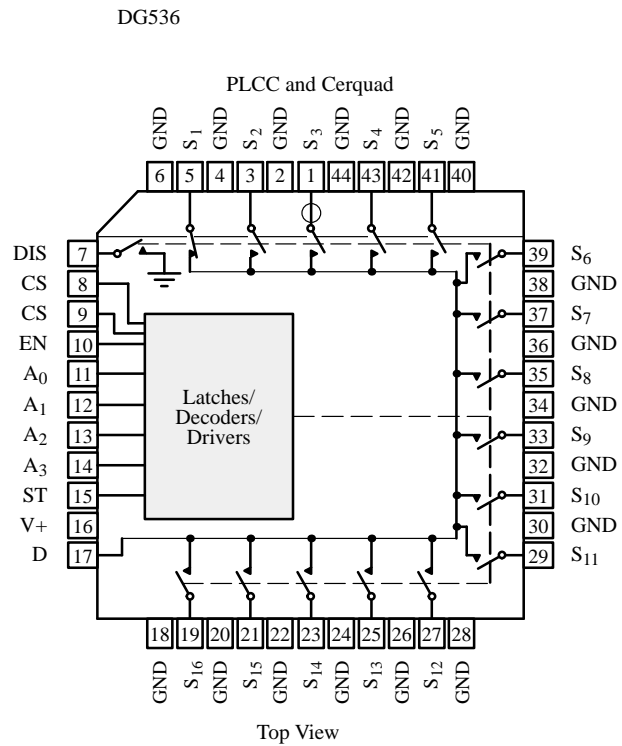 DG536
PLCC and Cerquad
GND S1 GND S2 GND S3 GND S4 GND S5 GND
6 5 4 3 2 1 44 43 42 41 40
DIS 7 39 S6
CS 8 38 GND
CS 9 37 S7
EN 10 36 GND
A0 11 35 S8
A1 12 34 GND
A2 13 33 S9
A3 14 32 GND
ST 15 31 S10
V+ 16 30 GND
D 17 29 S11
Latches/
Decoders/
Drivers
18 19 20 21 22 23 24 25 26 27 28
GND S16 GND S15 GND S14 GND S13 GND S12 GND
Top View